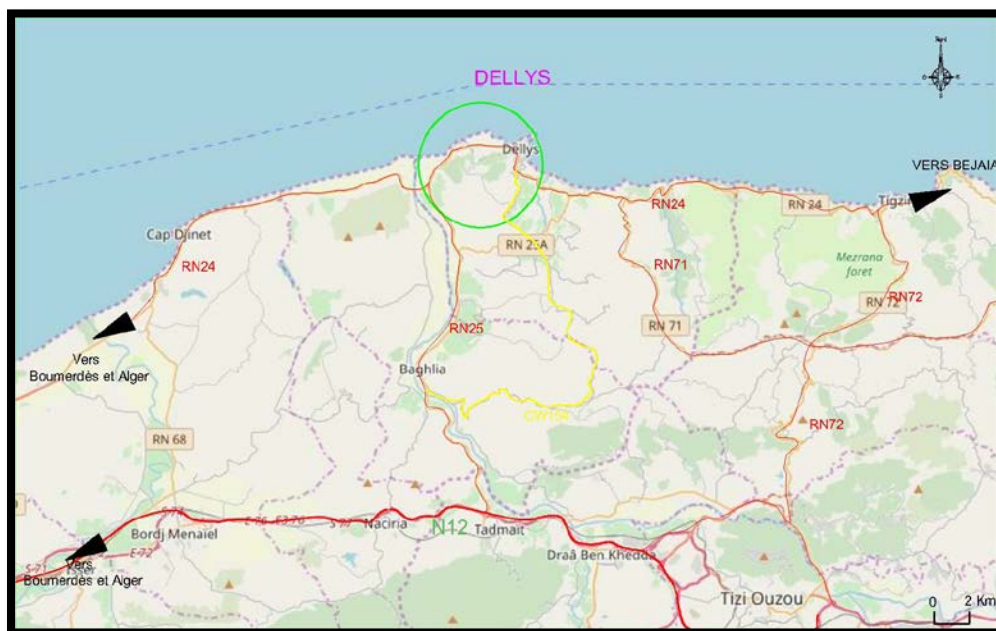 DELLYS
Dellys
VERS BEJAIA
RN24
RN 24
Cap Djinet
RN24
RN 25A
RN71
Mezrana
foret
RN 72
RN72
RN25
RN 71
Vers
Boumerdès et Alger
Baghlia
CW154
RN72
RN 68
Naciria
N12
Tadmait
Bordj Menaïel
Draâ Ben Khedda
E-72
Vers
Boumerdès et Alger
Tizi Ouzou
0 2 Km